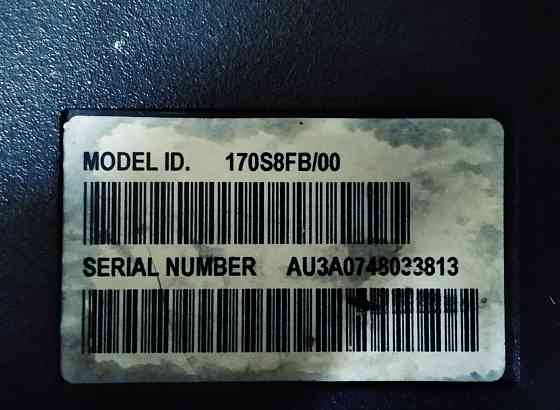 MODEL ID. 170S8FB/00
SERIAL NUMBER AU3A0748033813